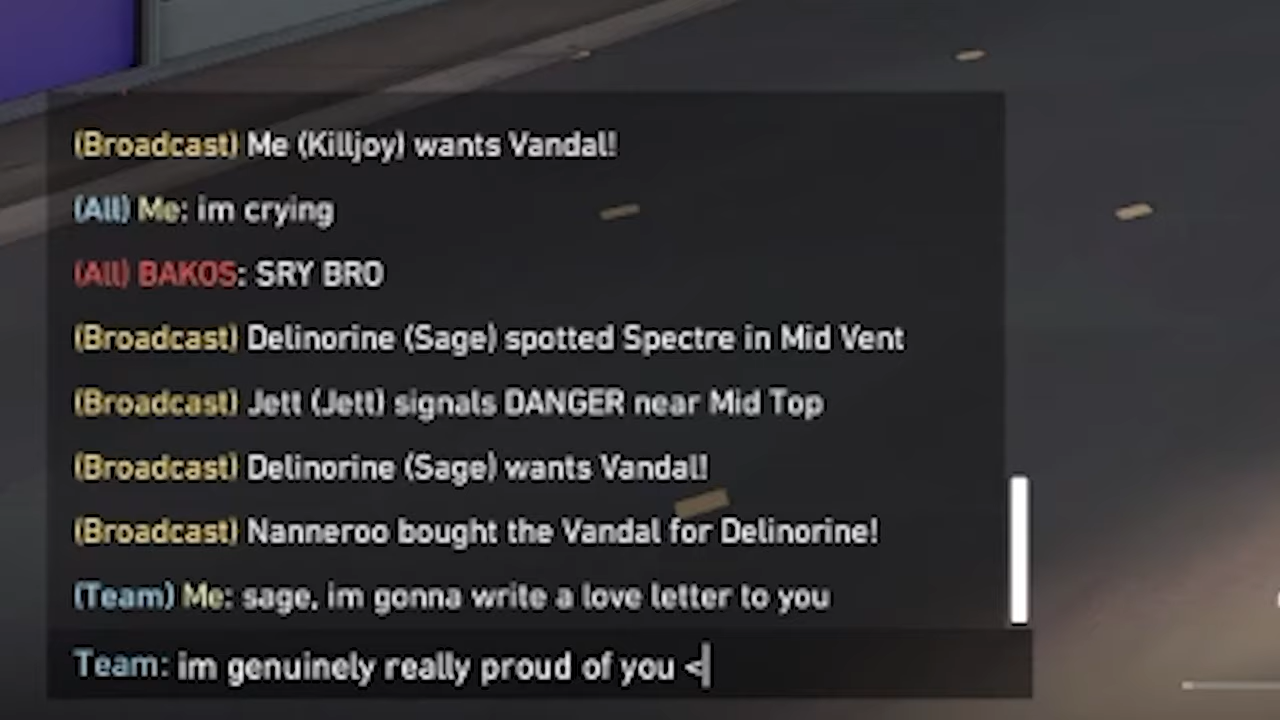 (Broadcast) Me (Killjoy) wants Vandal!
(All) Me: im crying
(All) BAKOS: SRY BRO
(Broadcast) Delinorine (Sage) spotted Spectre in Mid Vent
(Broadcast) Jett (Jett) signals DANGER near Mid Top
(Broadcast) Delinorine (Sage) wants Vandal!
(Broadcast) Nanneroo bought the Vandal for Delinorine!
(Team) Me: sage, im gonna write a love letter to you
Team: im genuinely really proud of you <